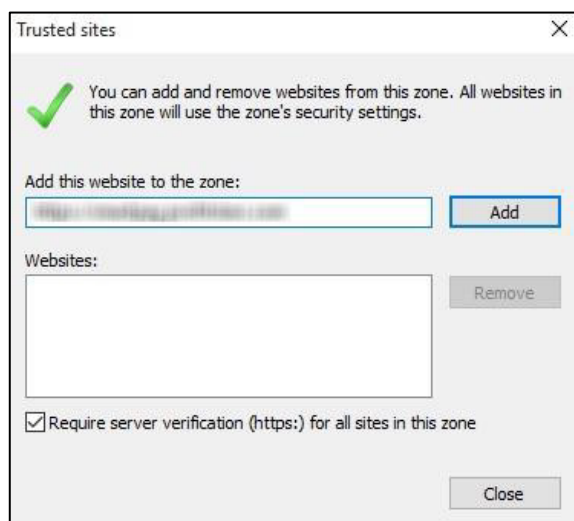 Trusted sites
You can add and remove websites from this zone. All websites in
this zone will use the zone's security settings.
Add this website to the zone:
Add
Websites:
Remove
Require server verification (https:) for all sites in this zone
Close